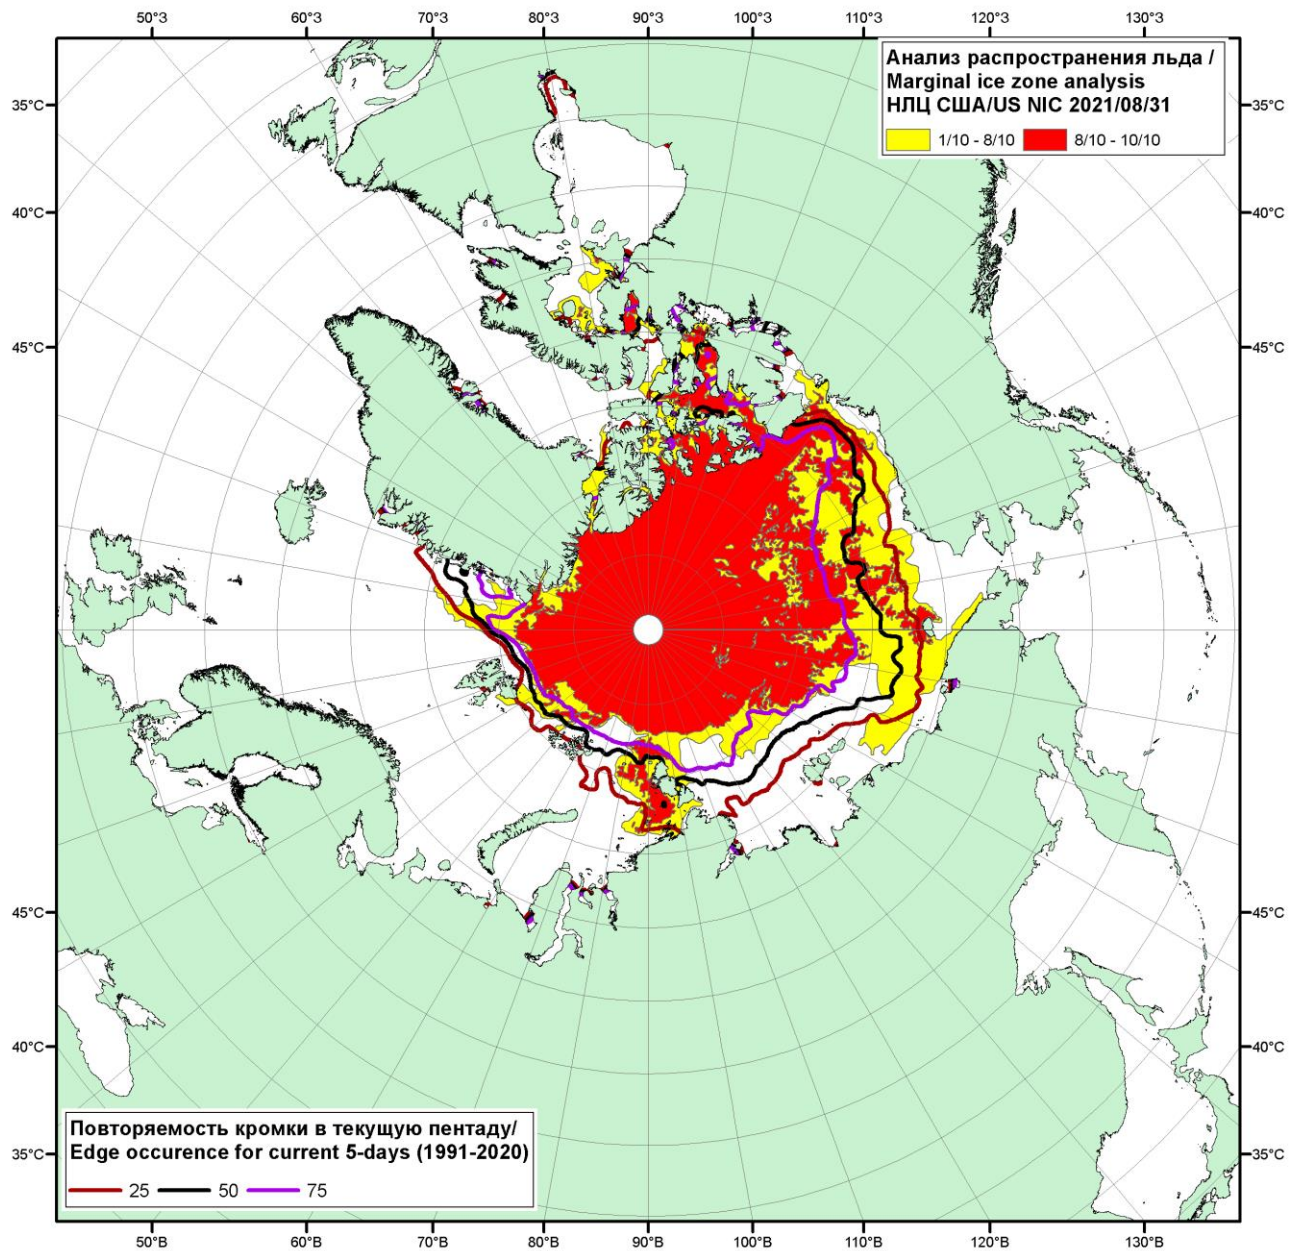 50°З 60°З 70°З 80°З 90°З 100°З 110°З 120°З 130°З
Анализ распространения льда /
Marginal ice zone analysis
НЛЦ США/US NIC 2021/08/31
1/10 - 8/10 8/10 - 10/10
35°С 35°С
40°С 40°С
45°С 45°С
45°С 45°С
40°С 40°С
Повторяемость кромки в текущую пентаду/
Edge occurence for current 5-days (1991-2020)
35°С 35°С
25 50 75
50°В 60°В 70°В 80°В 90°В 100°В 110°В 120°В 130°В